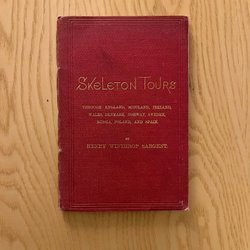 Skeleton Tours
THROUGH ENGLAND, SCOTLAND, IRELAND,
WALES, DENMARK, NORWAY, SWEDEN,
RUSSIA, POLAND, AND SPAIN.
BY
HENRY WINTHROP SARGENT.